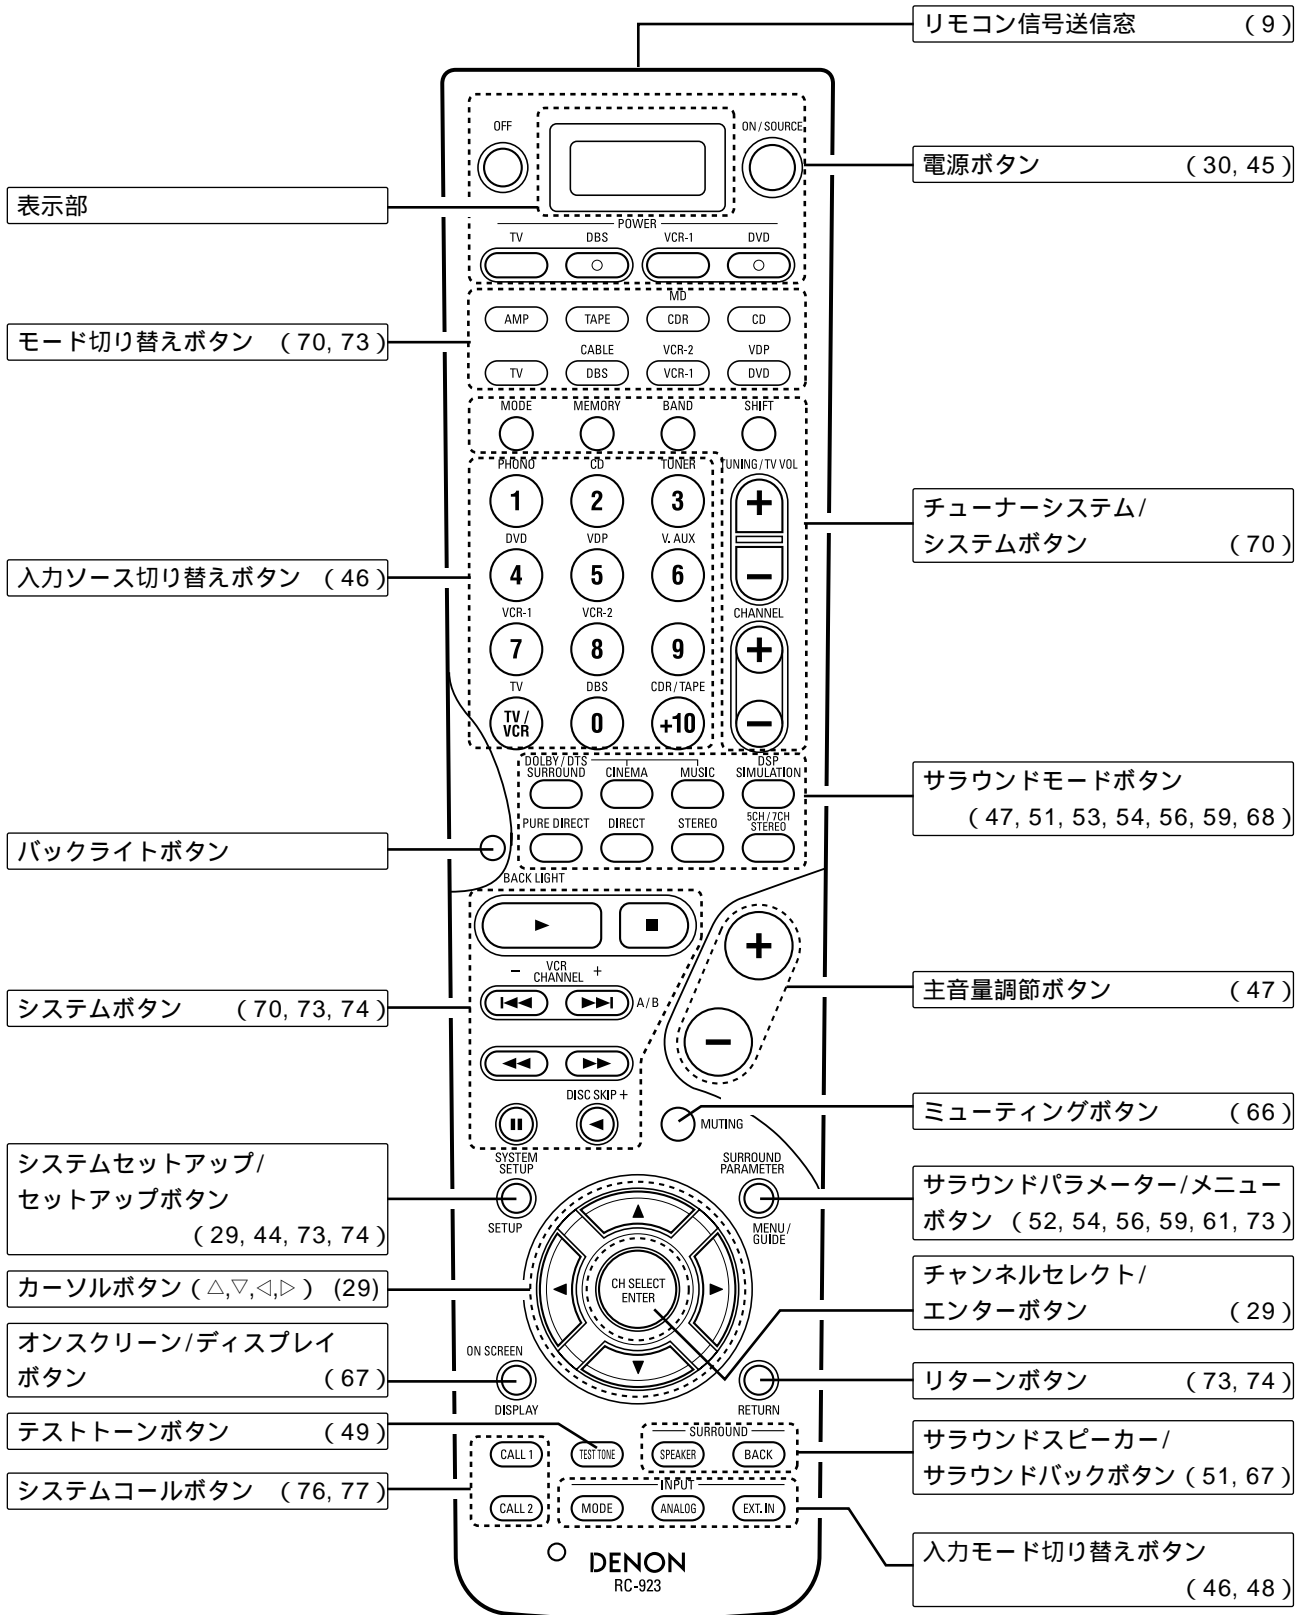 リモコン信号送信窓 (9)
OFF
ON / SOURCE
電源ボタン (30, 45)
表示部
POWER
TV DBS VCR-1 DVD
MD
AMP TAPE CDR CD
モード切り替えボタン (70, 73)
CABLE VCR-2 VDP
TV DBS VCR-1 DVD
MODE MEMORY BAND SHIFT
PHONO CD TUNER TUNING / TV VOL
1 2 3 +
チューナーシステム/
システムボタン (70)
DVD VDP V. AUX
4 5 6 −
入力ソース切り替えボタン (46)
VCR-1 VCR-2 CHANNEL
7 8 9 +
TV DBS CDR / TAPE
TV / VCR 0 +10 −
DOLBY / DTS SURROUND CINEMA MUSIC DSP SIMULATION
サラウンドモードボタン
(47, 51, 53, 54, 56, 59, 68)
PURE DIRECT DIRECT STEREO 5CH / 7CH STEREO
バックライトボタン
BACK LIGHT
► ■ +
− VCR CHANNEL +
A / B
システムボタン (70, 73, 74)
主音量調節ボタン (47)
−
DISC SKIP +
MUTING
ミューティングボタン (66)
システムセットアップ/
セットアップボタン
(29, 44, 73, 74)
SYSTEM SETUP
SETUP
SURROUND PARAMETER
MENU / GUIDE
サラウンドパラメーター/メニュー
ボタン (52, 54, 56, 59, 61, 73)
カーソルボタン (△,▽,◁,▷) (29)
CH SELECT
ENTER
チャンネルセレクト/
エンターボタン (29)
オンスクリーン/ディスプレイ
ボタン (67)
ON SCREEN
DISPLAY
RETURN
リターンボタン (73, 74)
テストトーンボタン (49)
SURROUND
CALL 1 TEST TONE SPEAKER BACK
サラウンドスピーカー/
サラウンドバックボタン (51, 67)
システムコールボタン (76, 77)
INPUT
CALL 2 MODE ANALOG EXT. IN
入力モード切り替えボタン
(46, 48)
DENON
RC-923